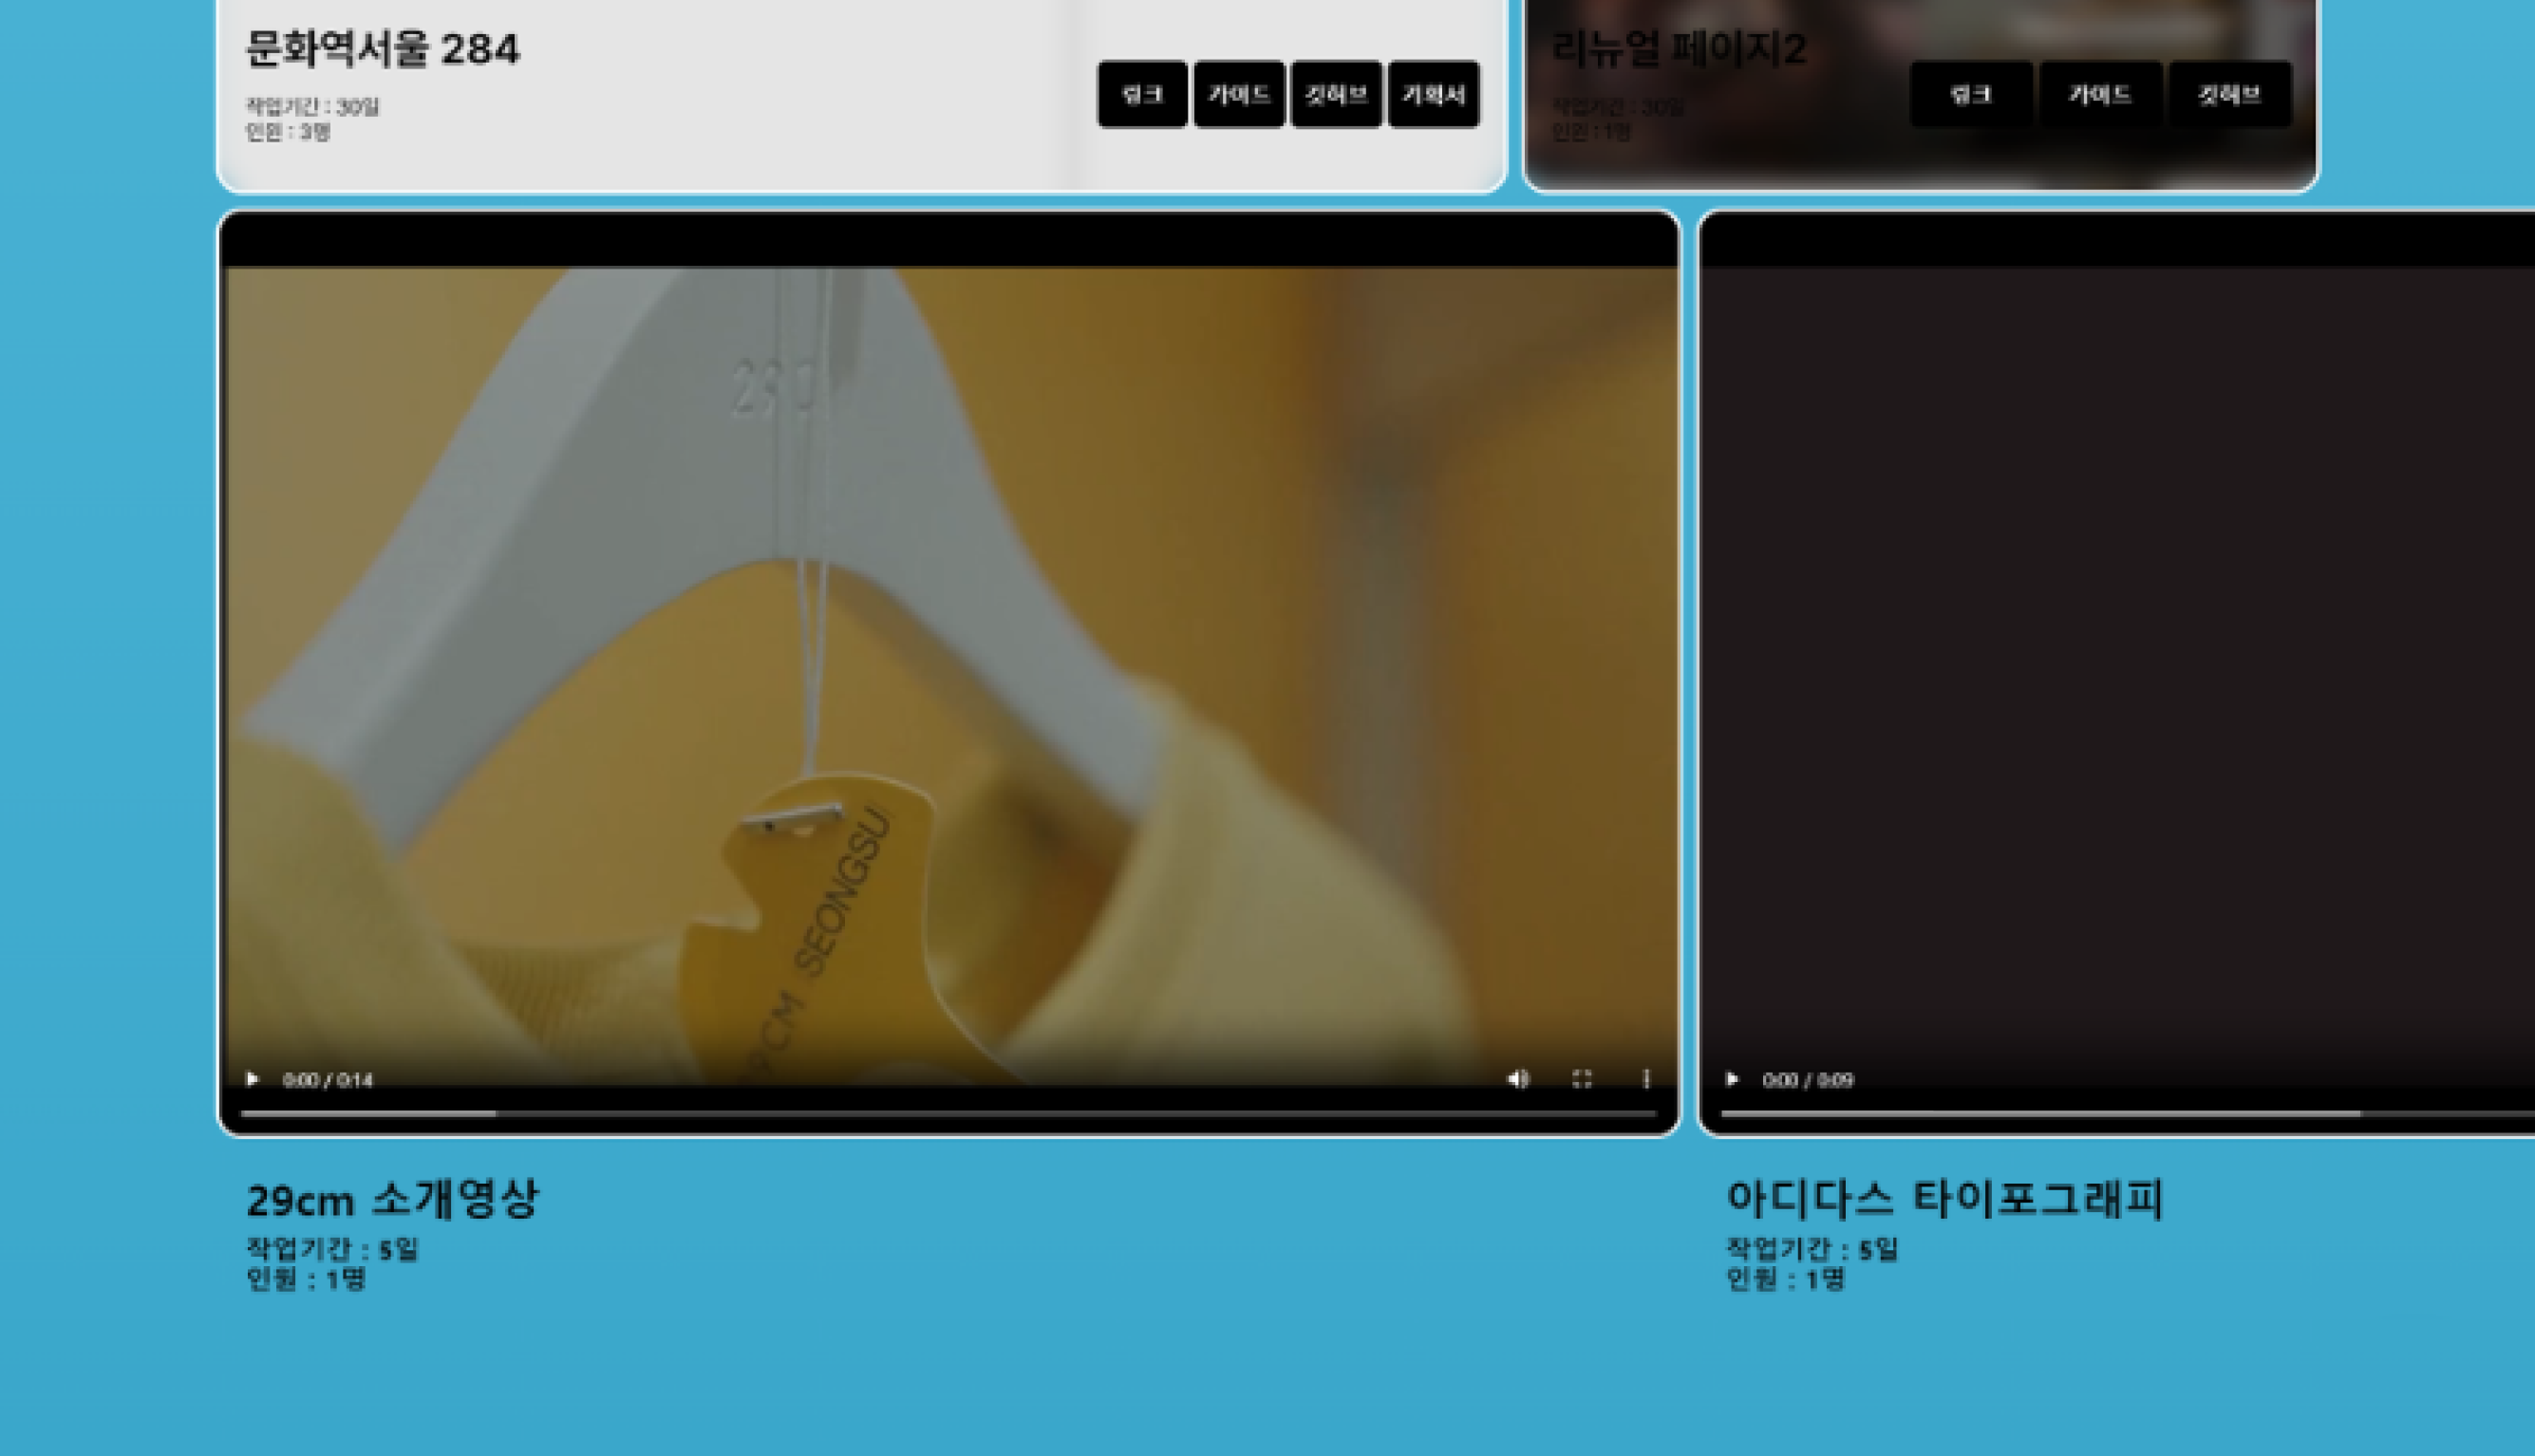 문화역서울 284
작업기간 : 30일
인원 : 3명
링크 가이드 깃허브 기획서
리뉴얼 페이지2
작업기간 : 30일
인원 : 1명
링크 가이드 깃허브
SEONGSU
CM
0:00 / 0:14
0:00 / 0:09
29cm 소개영상
작업기간 : 5일
인원 : 1명
아디다스 타이포그래피
작업기간 : 5일
인원 : 1명